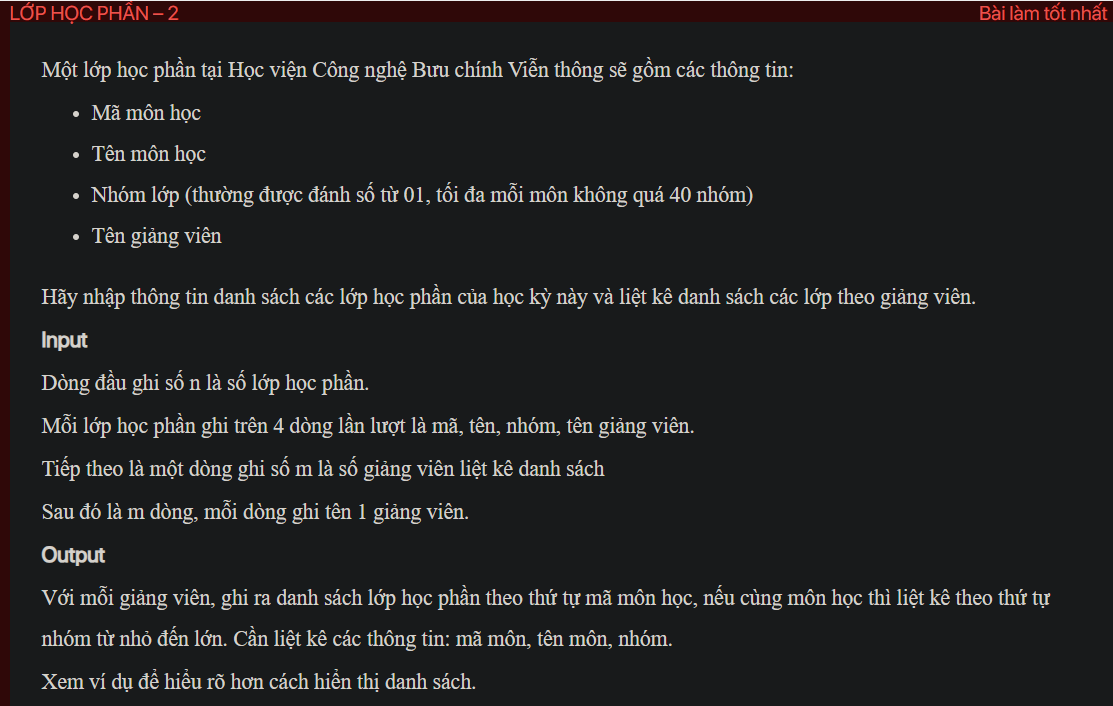 LỚP HỌC PHẦN – 2
Bài làm tốt nhất
Một lớp học phần tại Học viện Công nghệ Bưu chính Viễn thông sẽ gồm các thông tin:
• Mã môn học
• Tên môn học
• Nhóm lớp (thường được đánh số từ 01, tối đa mỗi môn không quá 40 nhóm)
• Tên giảng viên
Hãy nhập thông tin danh sách các lớp học phần của học kỳ này và liệt kê danh sách các lớp theo giảng viên.
Input
Dòng đầu ghi số n là số lớp học phần.
Mỗi lớp học phần ghi trên 4 dòng lần lượt là mã, tên, nhóm, tên giảng viên.
Tiếp theo là một dòng ghi số m là số giảng viên liệt kê danh sách
Sau đó là m dòng, mỗi dòng ghi tên 1 giảng viên.
Output
Với mỗi giảng viên, ghi ra danh sách lớp học phần theo thứ tự mã môn học, nếu cùng môn học thì liệt kê theo thứ tự
nhóm từ nhỏ đến lớn. Cần liệt kê các thông tin: mã môn, tên môn, nhóm.
Xem ví dụ để hiểu rõ hơn cách hiển thị danh sách.